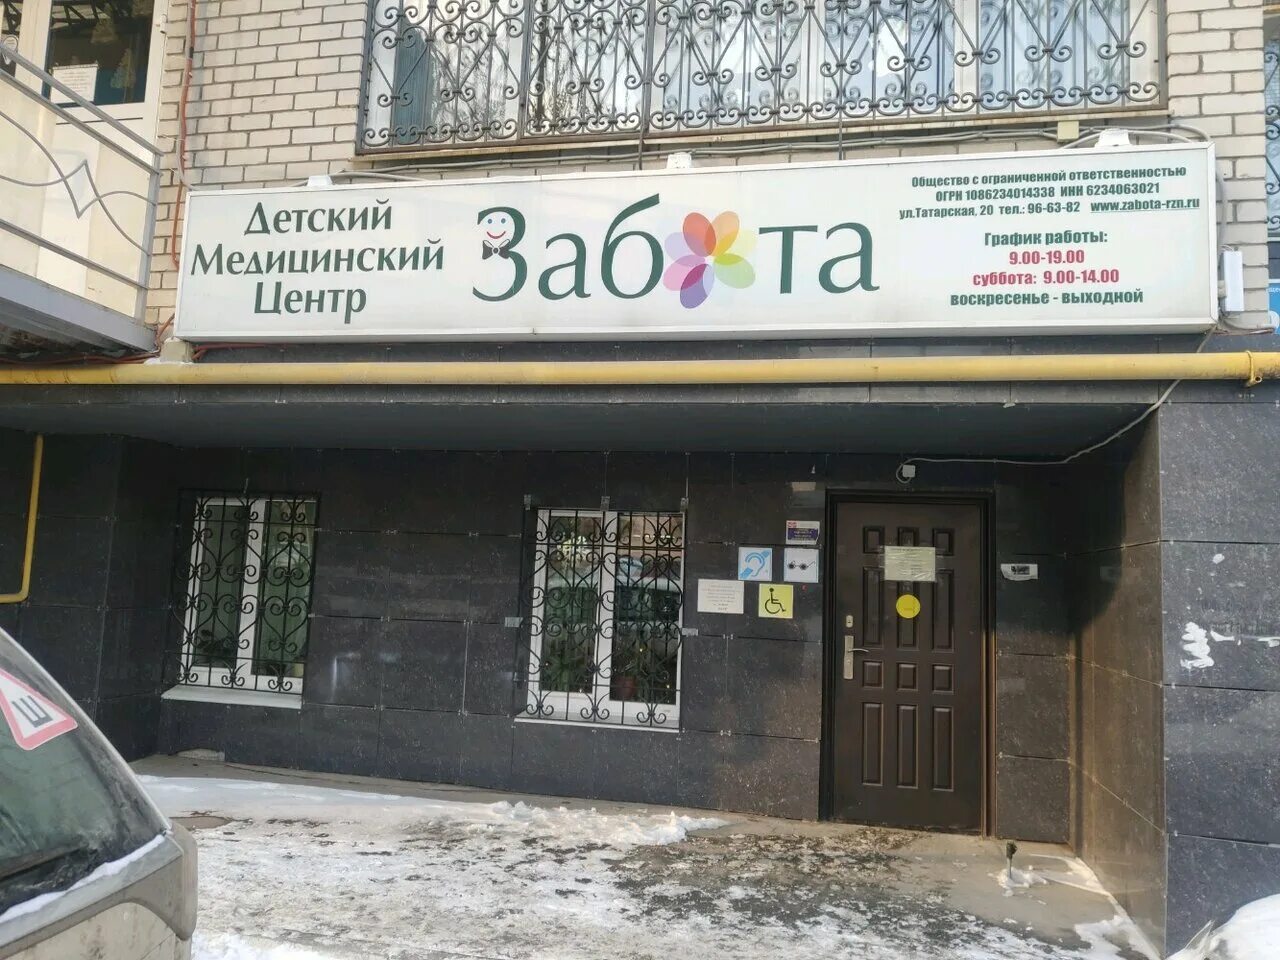 Детский
Медицинский
Центр
Забота
Общество с ограниченной ответственностью
ОГРН 1086234014338 ИНН 6234063021
ул.Татарская, 20 тел.: 96-63-82 www.zabota-rzn.ru
График работы:
9.00-19.00
суббота: 9.00-14.00
воскресенье - выходной
Ш